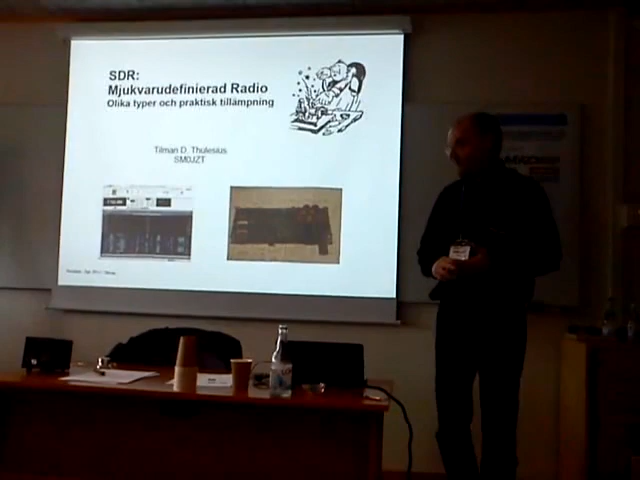 SDR:
Mjukvarudefinierad Radio
Olika typer och praktisk tillämpning
Tilman D. Thulesius
SM0JZT